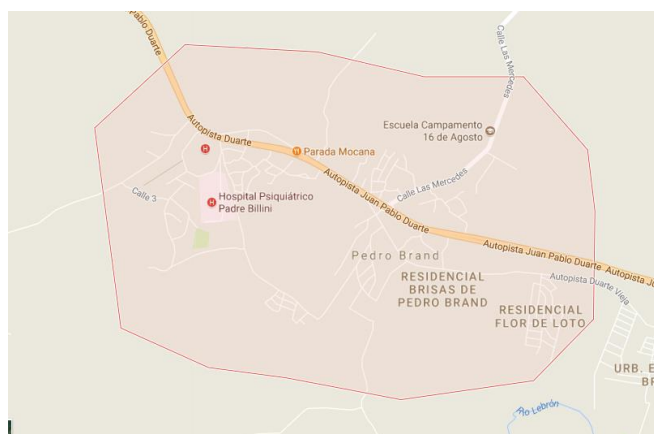 pablo Duarte
Calle Las Mercedes
Autopista Duarte
Escuela Campamento
16 de Agosto
Parada Mocana
Autopista Juan Pablo Duarte
Calle Las Mercedes
Calle 3
Hospital Psiquiátrico
Padre Billini
Autopista Juan Pablo Duarte
Autopista Ju
Pedro Brand
RESIDENCIAL
BRISAS DE
PEDRO BRAND
Autopista Duarte Vieja
RESIDENCIAL
FLOR DE LOTO
URB. E
BR
Río Lebrón